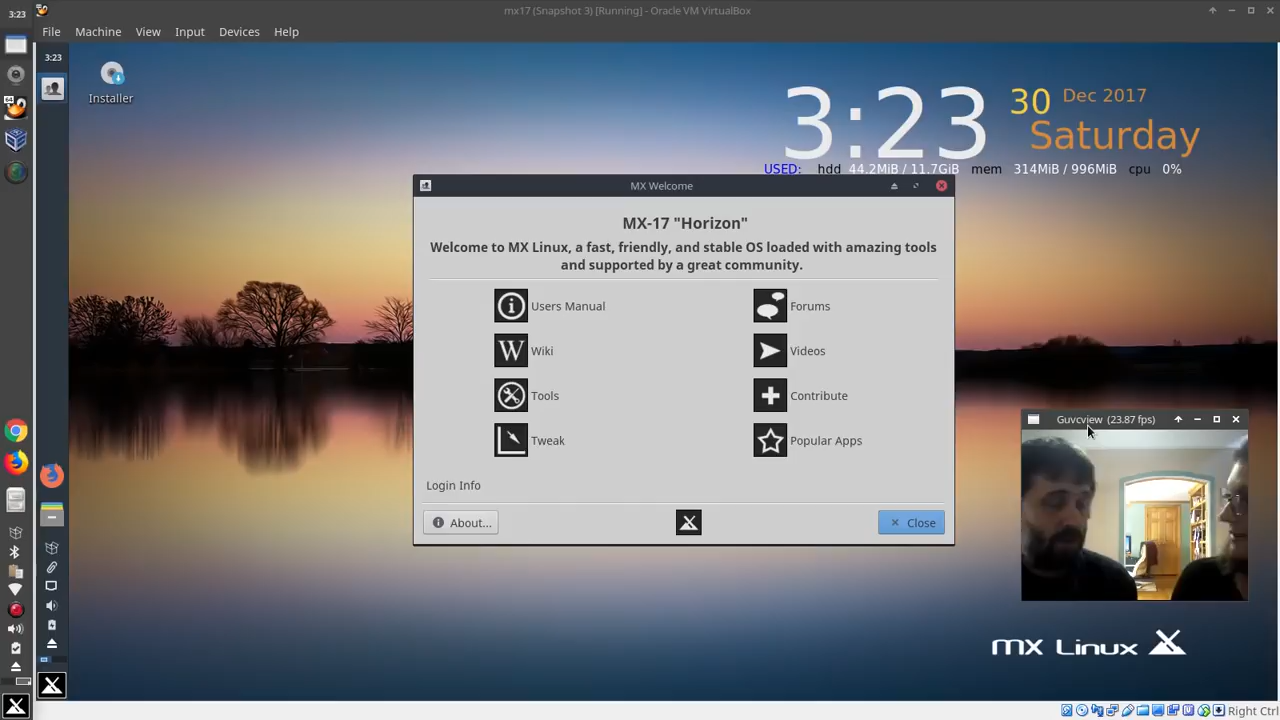 3:23
mx17 (Snapshot 3) [Running] - Oracle VM VirtualBox
File Machine View Input Devices Help
3:23
Installer
3:23
30 Dec 2017
Saturday
USED: hdd 44.2MiB / 11.7GiB mem 314MiB / 996MiB cpu 0%
MX Welcome
MX-17 "Horizon"
Welcome to MX Linux, a fast, friendly, and stable OS loaded with amazing tools
and supported by a great community.
Users Manual
Forums
Wiki
Videos
Tools
Contribute
Tweak
Popular Apps
Login Info
About...
Close
Guvcview (23.87 fps)
mx Linux
Right Ctrl